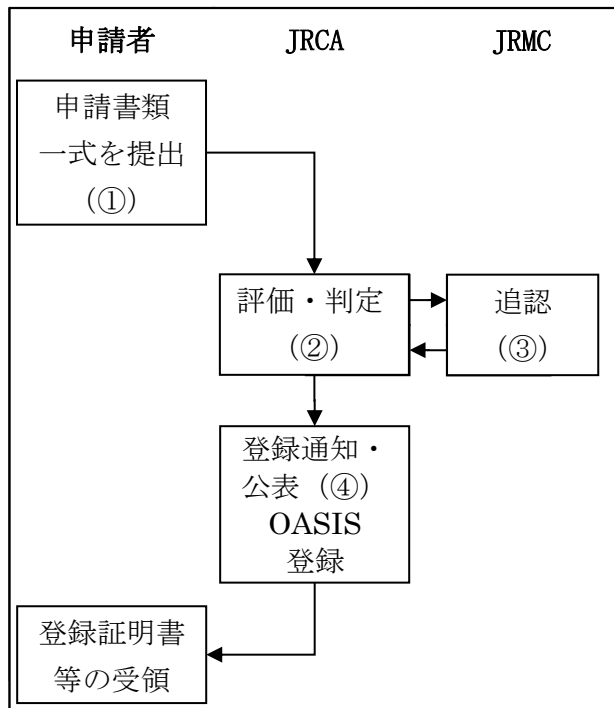 申請者 JRCA JRMC
申請書類
一式を提出
(①)
評価・判定
(②)
追認
(③)
登録通知・
公表 (④)
OASIS
登録
登録証明書
等の受領